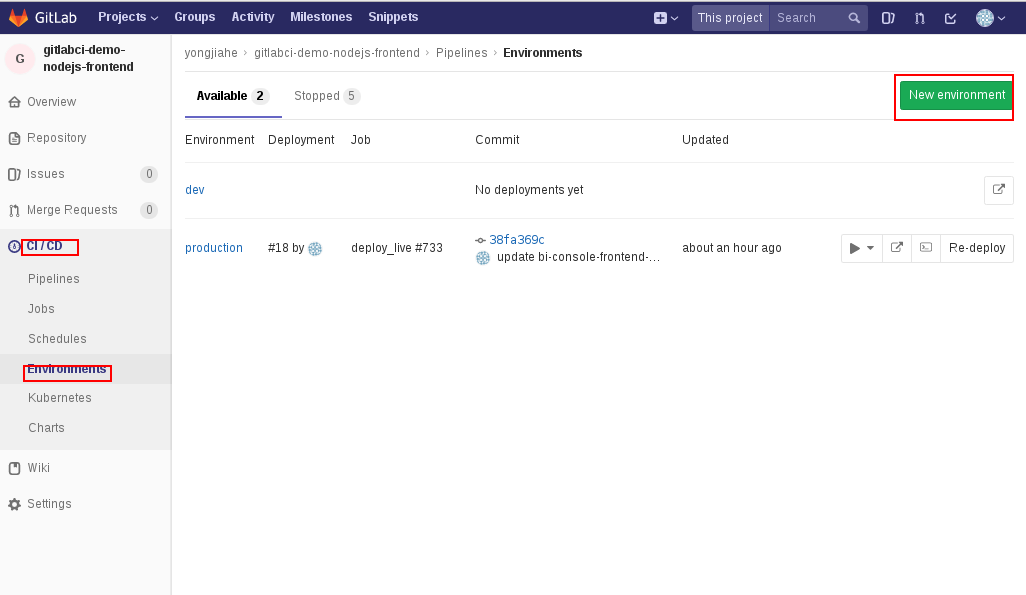 GitLab Projects Groups Activity Milestones Snippets This project Search
G gitlabci-demo-
nodejs-frontend
Overview
Repository
Issues 0
Merge Requests 0
CI / CD
Pipelines
Jobs
Schedules
Environments
Kubernetes
Charts
Wiki
Settings
yongjiahe › gitlabci-demo-nodejs-frontend › Pipelines › Environments
Available 2 Stopped 5 New environment
Environment Deployment Job Commit Updated
dev No deployments yet
production #18 by deploy_live #733 38fa369c about an hour ago Re-deploy
update bi-console-frontend-…